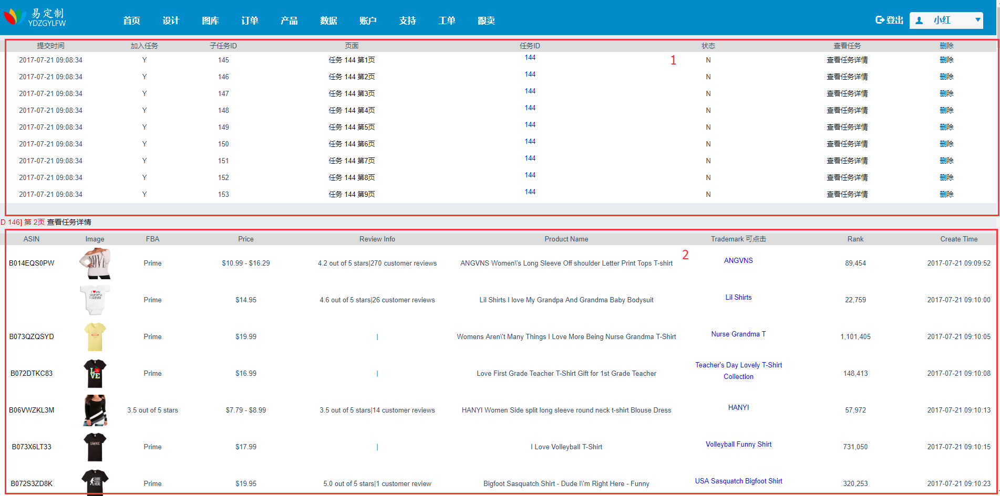 易定制
YDZGYLFW
首页 设计 图库 订单 产品 数据 账户 支持 工单 跟卖 登出 小红
提交时间 加入任务 子任务ID 页面 任务ID 状态 查看任务 删除
2017-07-21 09:08:34 Y 145 任务 144 第1页 144 1 N 查看任务详情 删除
2017-07-21 09:08:34 Y 146 任务 144 第2页 144 N 查看任务详情 删除
2017-07-21 09:08:34 Y 147 任务 144 第3页 144 N 查看任务详情 删除
2017-07-21 09:08:34 Y 148 任务 144 第4页 144 N 查看任务详情 删除
2017-07-21 09:08:34 Y 149 任务 144 第5页 144 N 查看任务详情 删除
2017-07-21 09:08:34 Y 150 任务 144 第6页 144 N 查看任务详情 删除
2017-07-21 09:08:34 Y 151 任务 144 第7页 144 N 查看任务详情 删除
2017-07-21 09:08:34 Y 152 任务 144 第8页 144 N 查看任务详情 删除
2017-07-21 09:08:34 Y 153 任务 144 第9页 144 N 查看任务详情 删除
D 146] 第 2页 查看任务详情
ASIN Image FBA Price Review Info Product Name Trademark 可点击 Rank Create Time
2
B014EQS0PW Prime $10.99 - $16.29 4.2 out of 5 stars|270 customer reviews ANGVNS Women\'s Long Sleeve Off shoulder Letter Print Tops T-shirt ANGVNS 89,454 2017-07-21 09:09:52
Prime $14.95 4.6 out of 5 stars|26 customer reviews Lil Shirts I love My Grandpa And Grandma Baby Bodysuit Lil Shirts 22,759 2017-07-21 09:10:00
B073QZQSYD Prime $19.99 | Womens Aren\'t Many Things I Love More Being Nurse Grandma T-Shirt Nurse Grandma T 1,101,405 2017-07-21 09:10:05
B072DTKC83 LOVE Prime $16.99 | Love First Grade Teacher T-Shirt Gift for 1st Grade Teacher Teacher's Day Lovely T-Shirt Collection 148,413 2017-07-21 09:10:08
B06VWZKL3M 3.5 out of 5 stars $7.79 - $8.99 3.5 out of 5 stars|14 customer reviews HANYI Women Side split long sleeve round neck t-shirt Blouse Dress HANYI 57,972 2017-07-21 09:10:13
B073X6LT33 Prime $17.99 | I Love Volleyball T-Shirt Volleyball Funny Shirt 731,050 2017-07-21 09:10:15
B072S3ZD8K Prime $19.95 5.0 out of 5 stars|1 customer review Bigfoot Sasquatch Shirt - Dude I\'m Right Here - Funny USA Sasquatch Bigfoot Shirt 320,253 2017-07-21 09:10:23